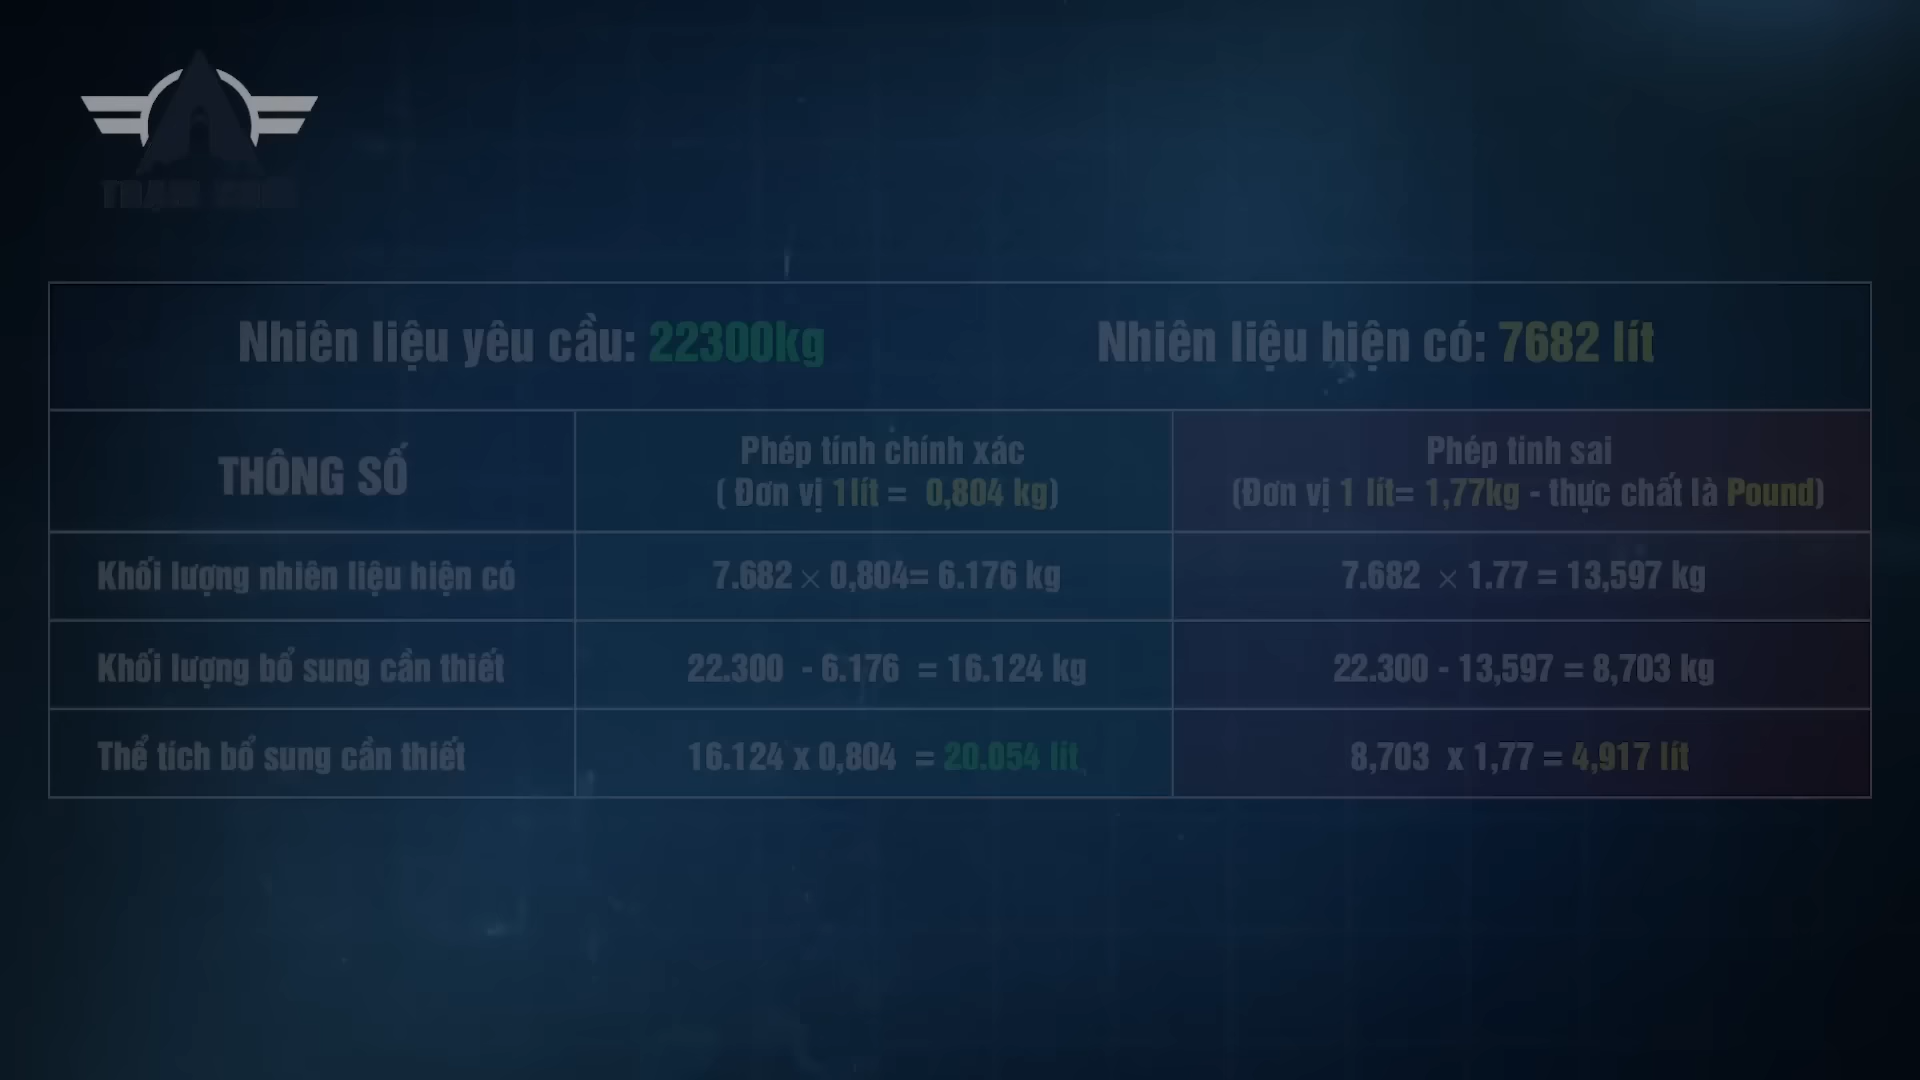 Nhiên liệu yêu cầu: 22300kg
Nhiên liệu hiện có: 7682 lít
THÔNG SỐ
Phép tính chính xác
( Đơn vị 1lít = 0,804 kg)
Phép tinh sai
(Đơn vị 1 lít= 1,77kg - thực chất là Pound)
Khối lượng nhiên liệu hiện có
7.682 × 0,804= 6.176 kg
7.682 × 1.77 = 13,597 kg
Khối lượng bổ sung cần thiết
22.300 - 6.176 = 16.124 kg
22.300 - 13,597 = 8,703 kg
Thể tích bổ sung cần thiết
16.124 x 0,804 = 20.054 lít
8,703 x 1,77 = 4,917 lít